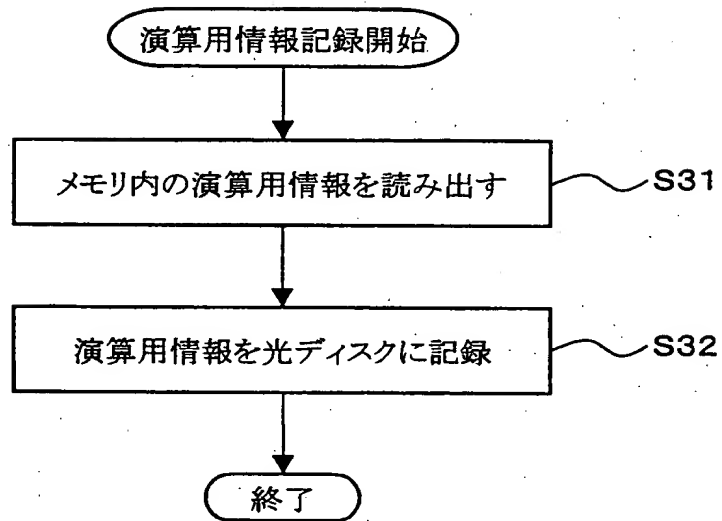 演算用情報記録開始
メモリ内の演算用情報を読み出す
S31
演算用情報を光ディスクに記録
S32
終了